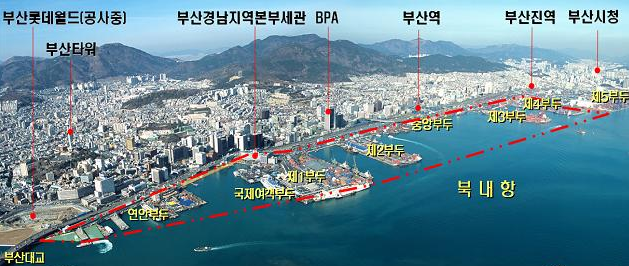 부산롯데월드(공사중)
부산경남지역본부세관
BPA
부산역
부산진역
부산시청
부산타워
제5부두
제4부두
제3부두
중앙부두
제2부두
제1부두
국제여객부두
북내항
연안부두
부산대교